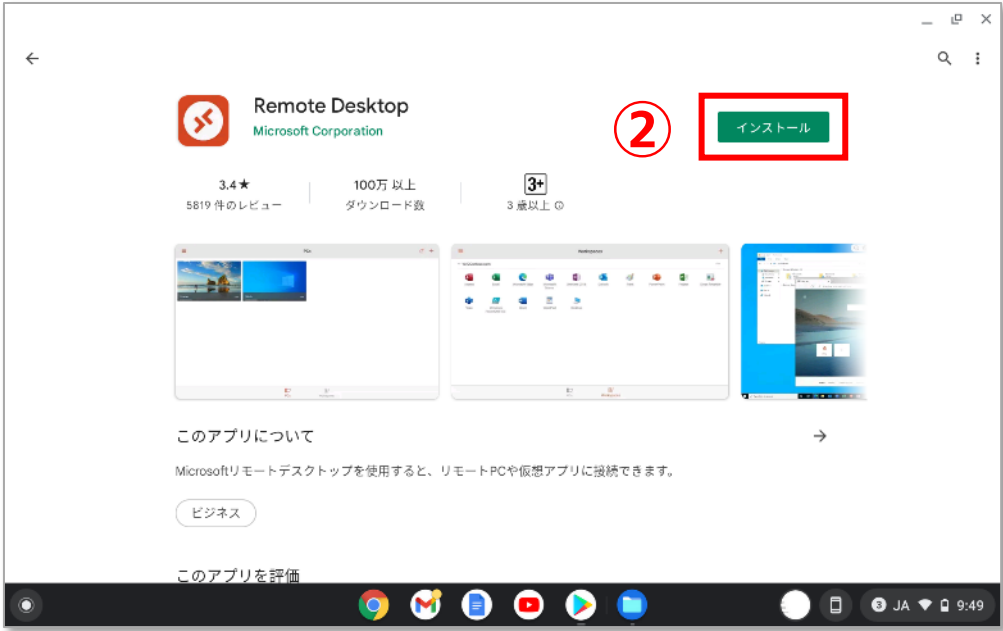 Remote Desktop
Microsoft Corporation
②
インストール
3.4★
5819 件のレビュー
100万 以上
ダウンロード数
3+
3 歳以上
PCs
Workspaces
このアプリについて
Microsoftリモートデスクトップを使用すると、リモートPCや仮想アプリに接続できます。
ビジネス
このアプリを評価
3 JA 9:49